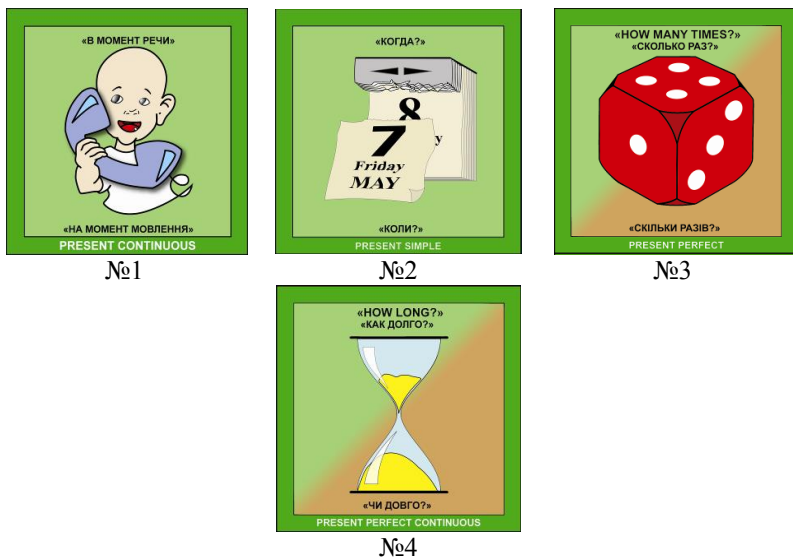 «В МОМЕНТ РЕЧИ»
«НА МОМЕНТ МОВЛЕННЯ»
PRESENT CONTINUOUS
№1
«КОГДА?»
8
y
7
Friday
MAY
«КОЛИ?»
PRESENT SIMPLE
№2
«HOW MANY TIMES?»
«СКОЛЬКО РАЗ?»
«СКІЛЬКИ РАЗІВ?»
PRESENT PERFECT
№3
«HOW LONG?»
«КАК ДОЛГО?»
«ЧИ ДОВГО?»
PRESENT PERFECT CONTINUOUS
№4